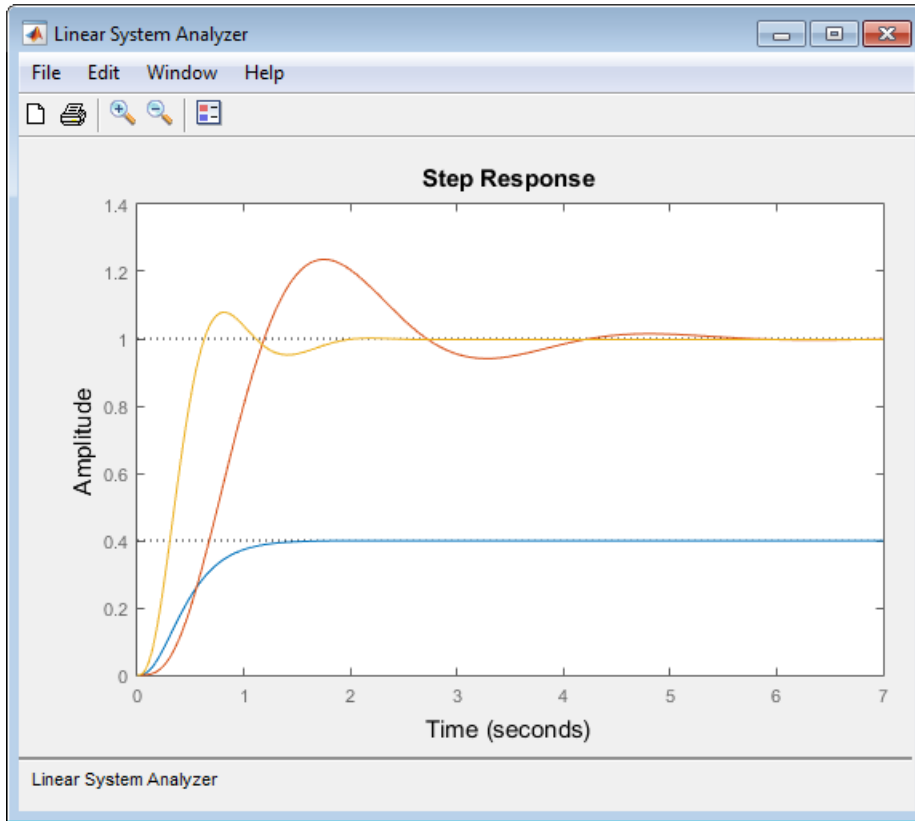 Linear System Analyzer
File Edit Window Help
Step Response
1.4
1.2
1
0.8
0.6
0.4
0.2
0
Amplitude
0 1 2 3 4 5 6 7
Time (seconds)
Linear System Analyzer